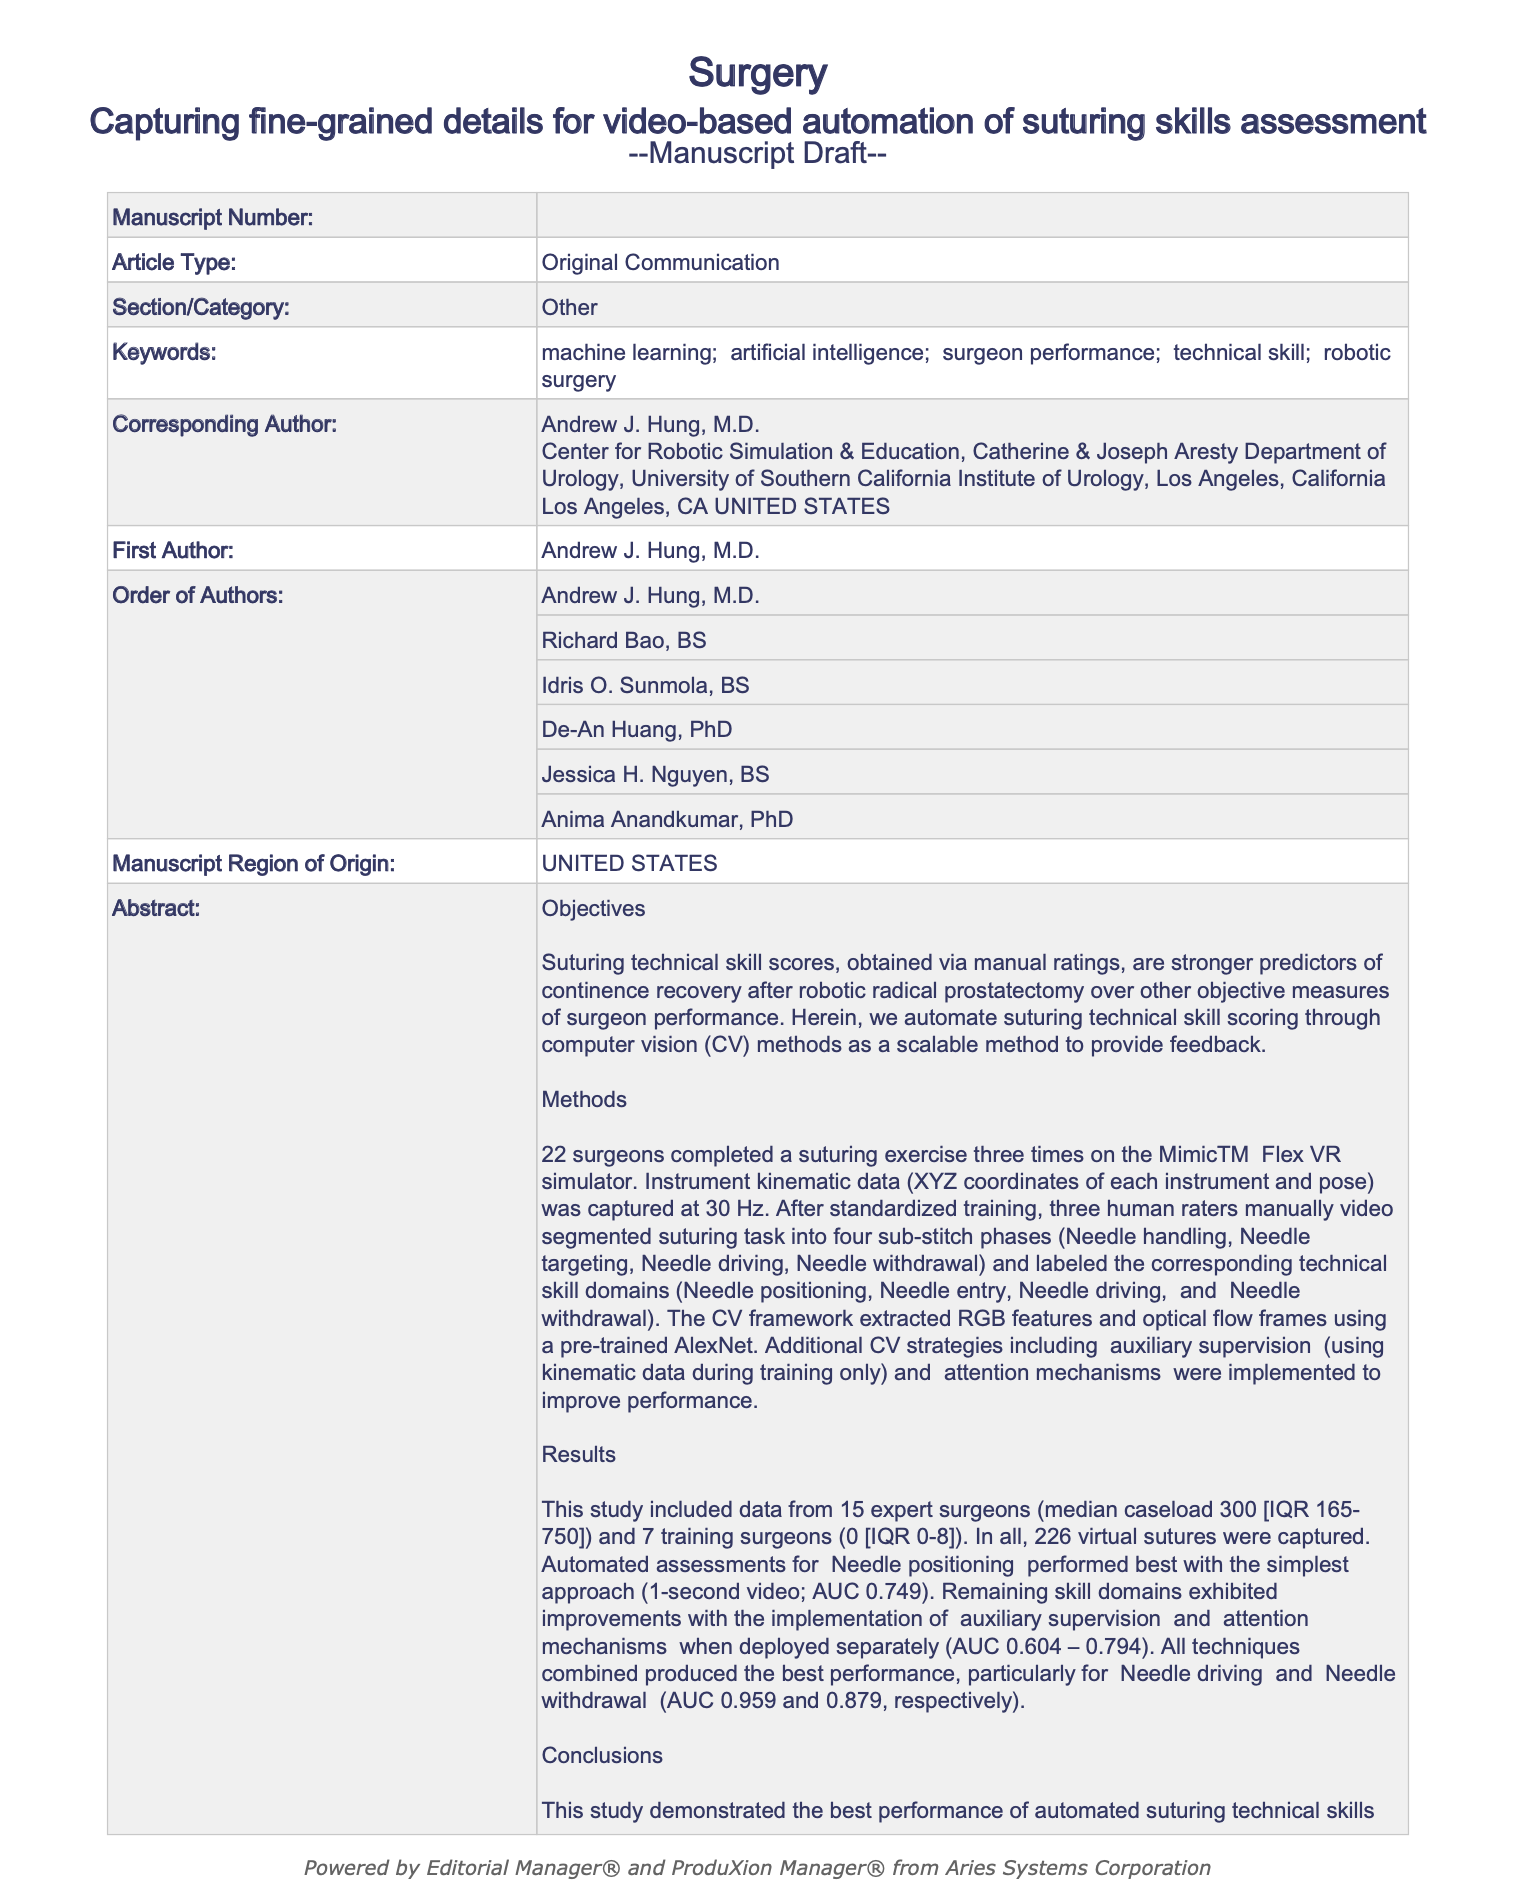 Surgery
Capturing fine-grained details for video-based automation of suturing skills assessment
--Manuscript Draft--
Manuscript Number:
Article Type:
Original Communication
Section/Category:
Other
Keywords:
machine learning;  artificial intelligence;  surgeon performance;  technical skill;  robotic
surgery
Corresponding Author:
Andrew J. Hung, M.D.
Center for Robotic Simulation & Education, Catherine & Joseph Aresty Department of
Urology, University of Southern California Institute of Urology, Los Angeles, California
Los Angeles, CA UNITED STATES
First Author:
Andrew J. Hung, M.D.
Order of Authors:
Andrew J. Hung, M.D.
Richard Bao, BS
Idris O. Sunmola, BS
De-An Huang, PhD
Jessica H. Nguyen, BS
Anima Anandkumar, PhD
Manuscript Region of Origin:
UNITED STATES
Abstract:
Objectives
Suturing technical skill scores, obtained via manual ratings, are stronger predictors of
continence recovery after robotic radical prostatectomy over other objective measures
of surgeon performance. Herein, we automate suturing technical skill scoring through
computer vision (CV) methods as a scalable method to provide feedback.
Methods
22 surgeons completed a suturing exercise three times on the MimicTM  Flex VR
simulator. Instrument kinematic data (XYZ coordinates of each instrument and pose)
was captured at 30 Hz. After standardized training, three human raters manually video
segmented suturing task into four sub-stitch phases (Needle handling, Needle
targeting, Needle driving, Needle withdrawal) and labeled the corresponding technical
skill domains (Needle positioning, Needle entry, Needle driving,  and  Needle
withdrawal). The CV framework extracted RGB features and optical flow frames using
a pre-trained AlexNet. Additional CV strategies including  auxiliary supervision  (using
kinematic data during training only) and  attention mechanisms  were implemented to
improve performance.
Results
This study included data from 15 expert surgeons (median caseload 300 [IQR 165-
750]) and 7 training surgeons (0 [IQR 0-8]). In all, 226 virtual sutures were captured.
Automated assessments for  Needle positioning  performed best with the simplest
approach (1-second video; AUC 0.749). Remaining skill domains exhibited
improvements with the implementation of  auxiliary supervision  and  attention
mechanisms  when deployed separately (AUC 0.604 – 0.794). All techniques
combined produced the best performance, particularly for  Needle driving  and  Needle
withdrawal  (AUC 0.959 and 0.879, respectively).
Conclusions
This study demonstrated the best performance of automated suturing technical skills
Powered by Editorial Manager® and ProduXion Manager® from Aries Systems Corporation